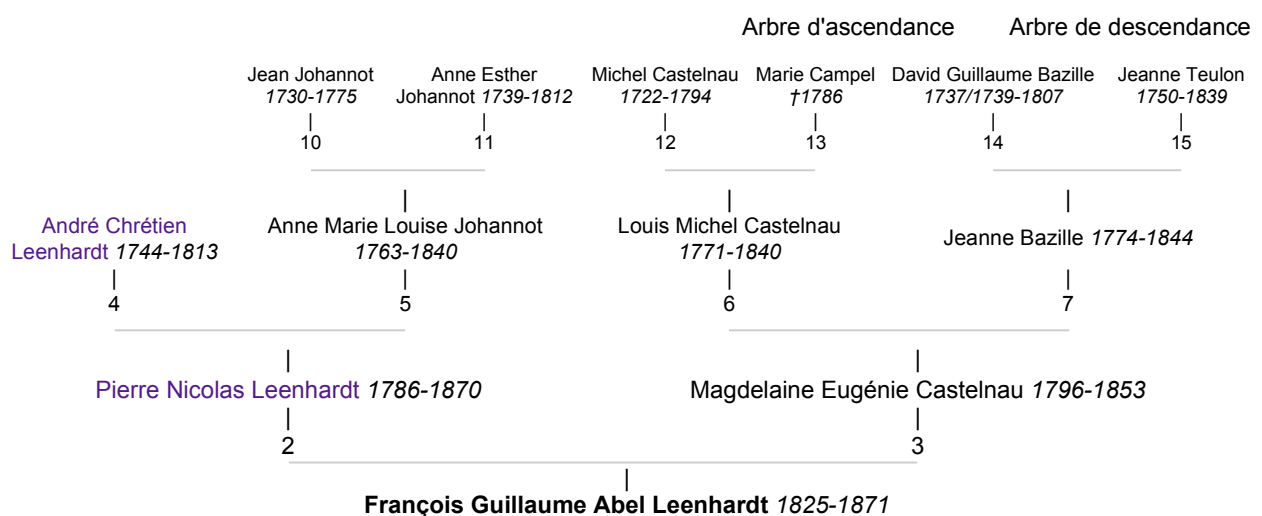 Arbre d'ascendance Arbre de descendance
Jean Johannot Anne Esther Michel Castelnau Marie Campel David Guillaume Bazille Jeanne Teulon
1730-1775 Johannot 1739-1812 1722-1794 †1786 1737/1739-1807 1750-1839
| | | | | |
10 11 12 13 14 15
| | |
André Chrétien Anne Marie Louise Johannot Louis Michel Castelnau Jeanne Bazille 1774-1844
Leenhardt 1744-1813 1763-1840 1771-1840
| | | |
4 5 6 7
| |
Pierre Nicolas Leenhardt 1786-1870 Magdelaine Eugénie Castelnau 1796-1853
| |
2 3
|
François Guillaume Abel Leenhardt 1825-1871